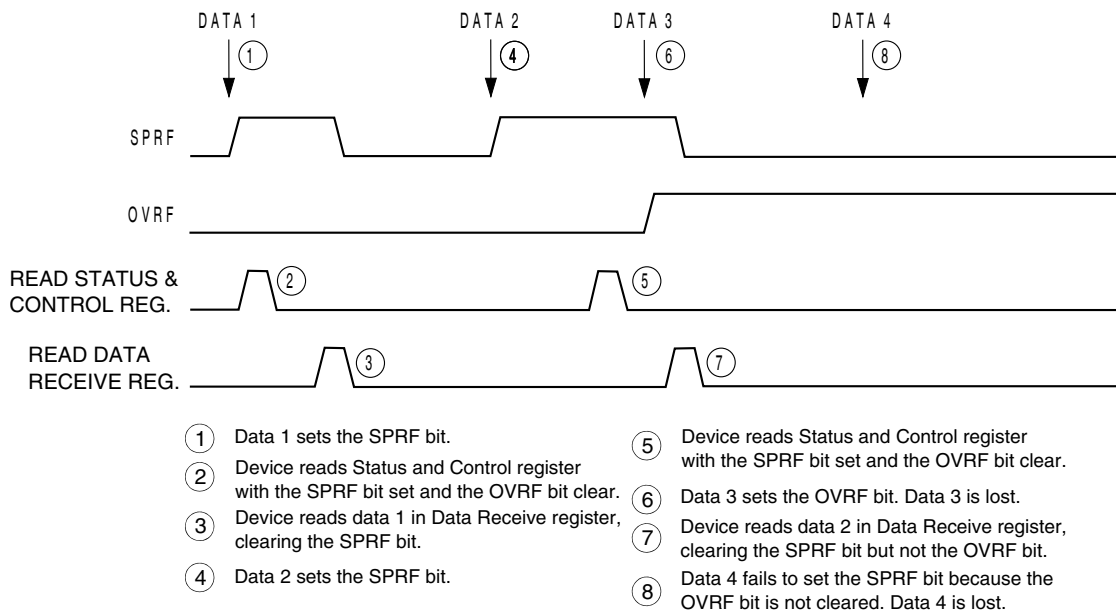 DATA 1 DATA 2 DATA 3 DATA 4
1 4 6 8
SPRF
OVRF
READ STATUS &
CONTROL REG.
2 5
READ DATA
RECEIVE REG.
3 7
1 Data 1 sets the SPRF bit.
2 Device reads Status and Control register
with the SPRF bit set and the OVRF bit clear.
3 Device reads data 1 in Data Receive register,
clearing the SPRF bit.
4 Data 2 sets the SPRF bit.
5 Device reads Status and Control register
with the SPRF bit set and the OVRF bit clear.
6 Data 3 sets the OVRF bit. Data 3 is lost.
7 Device reads data 2 in Data Receive register,
clearing the SPRF bit but not the OVRF bit.
8 Data 4 fails to set the SPRF bit because the
OVRF bit is not cleared. Data 4 is lost.